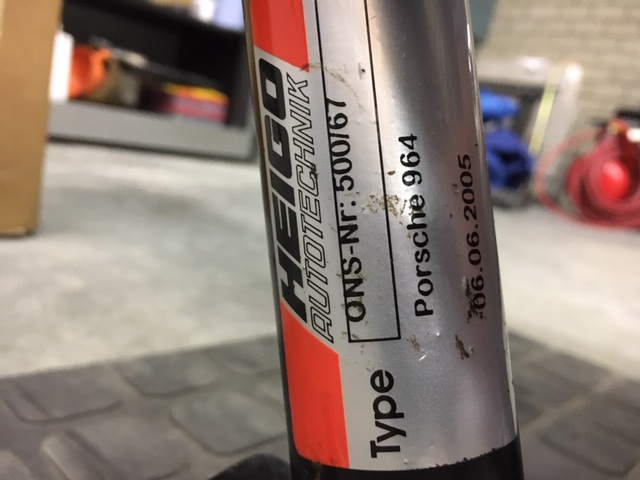 HEIGO
AUTOTECHNIK
ONS-Nr: 500/67
Type
Porsche 964
06.06.2005